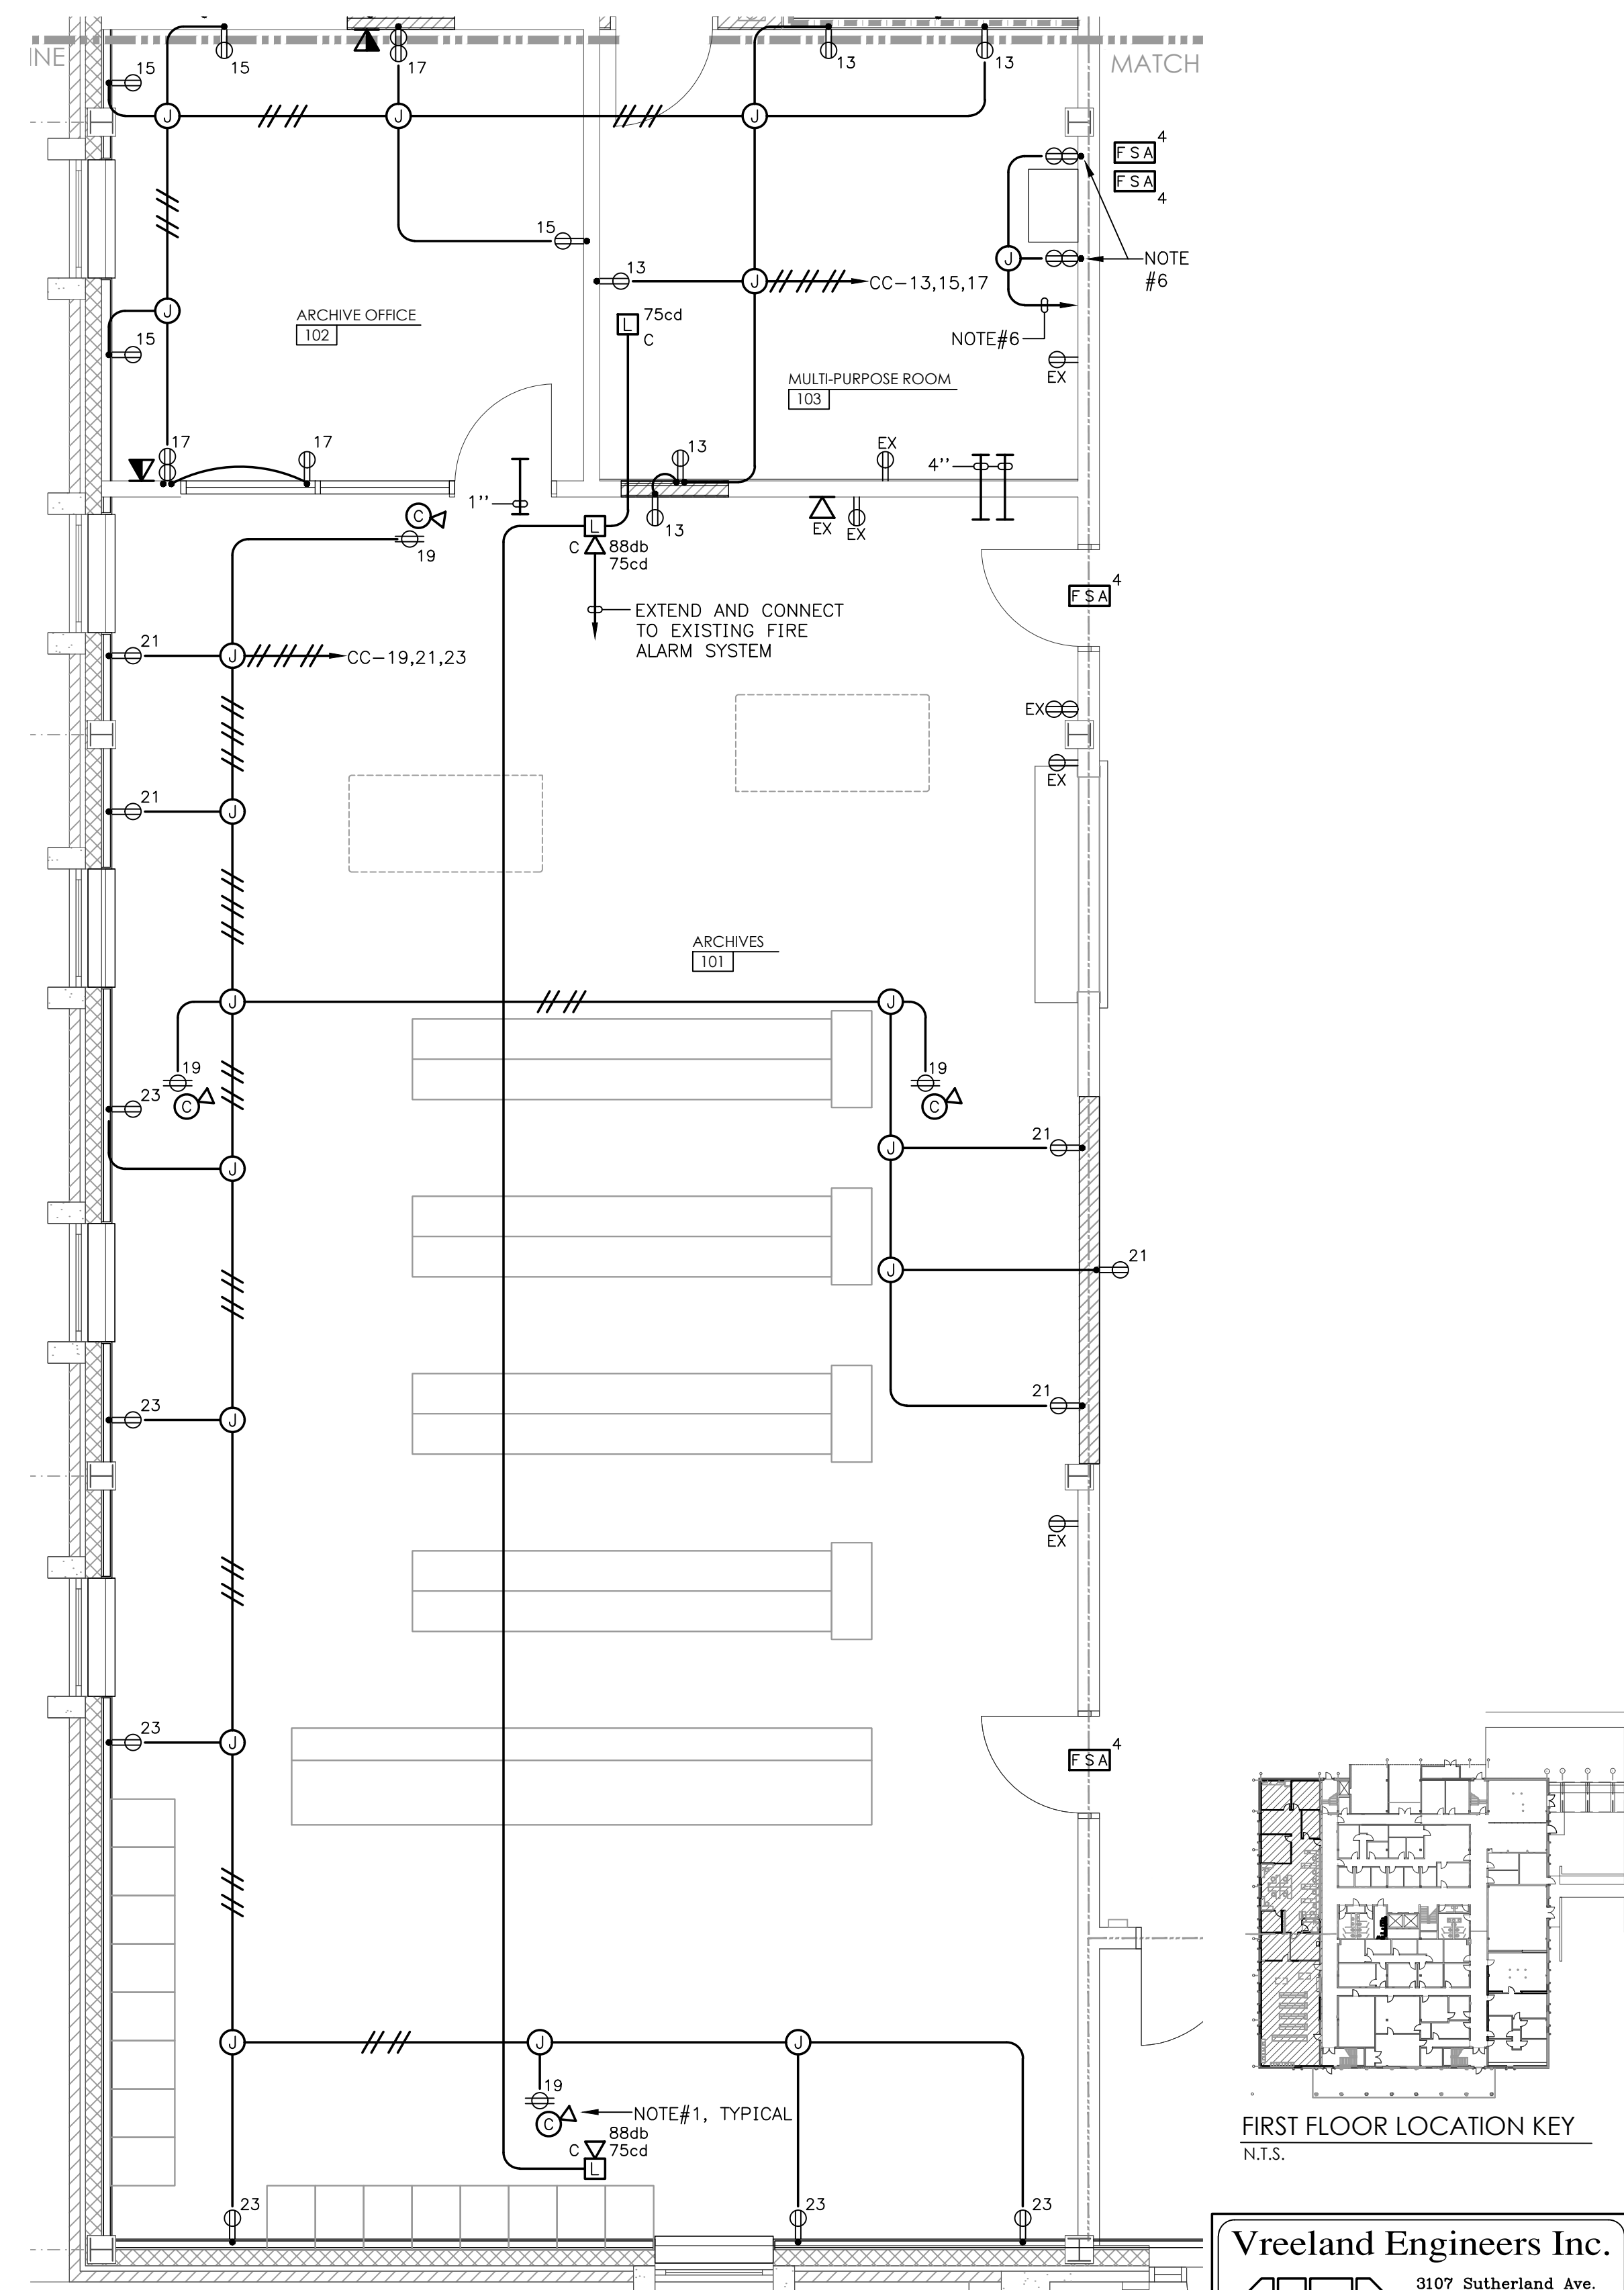 INE
MATCH
15
15
17
13
13
J
J
J
FSA
4
FSA
4
15
13
J
CC-13,15,17
J
NOTE
#6
NOTE#6
J
15
ARCHIVE OFFICE
102
L
75cd
C
EX
MULTI-PURPOSE ROOM
103
17
17
13
EX
4''
1''
C
19
L
C
88db
75cd
13
EX
EX
FSA
4
EXTEND AND CONNECT
TO EXISTING FIRE
ALARM SYSTEM
21
J
CC-19,21,23
EX
EX
21
J
ARCHIVES
101
J
J
19
C
19
C
23
J
J
21
J
21
21
23
J
EX
23
J
FSA
4
J
J
J
19
C
NOTE#1, TYPICAL
88db
C
75cd
L
23
23
23
FIRST FLOOR LOCATION KEY
N.T.S.
Vreeland Engineers Inc.
3107 Sutherland Ave.